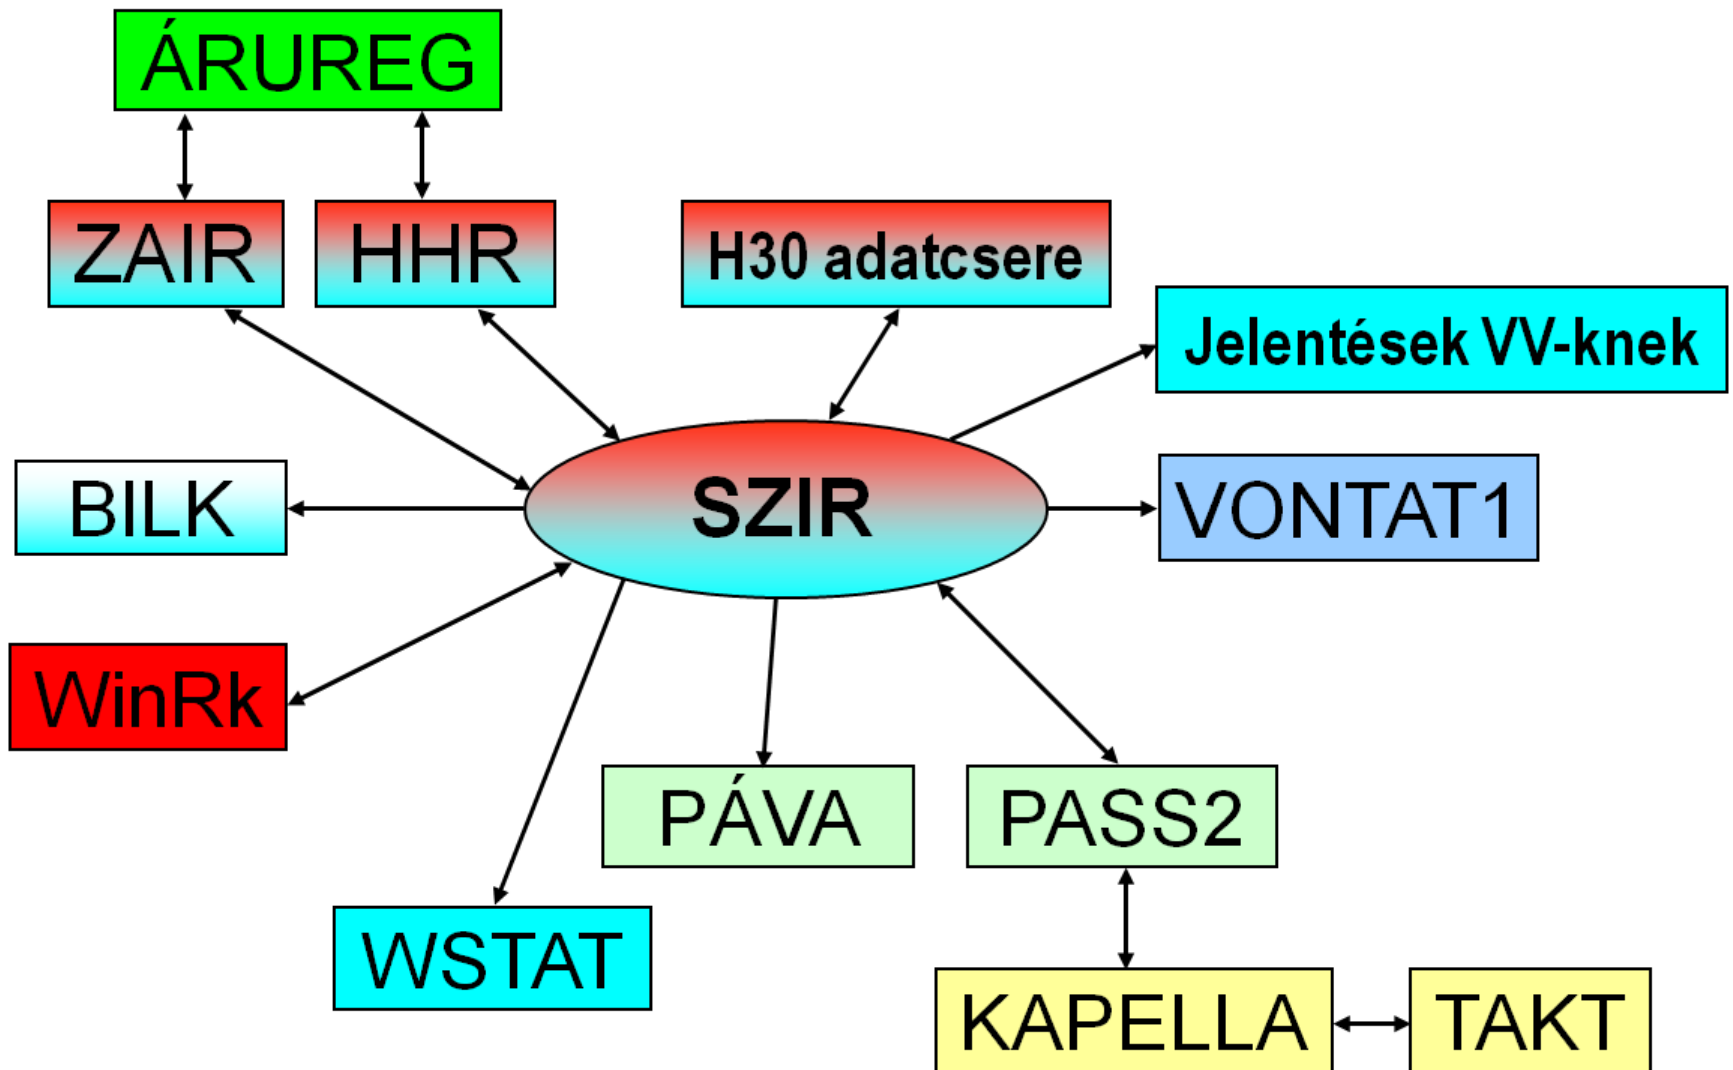 ÁRUREG
ZAIR
HHR
H30 adatcsere
Jelentések VV-knek
SZIR
BILK
VONTAT1
WinRk
PÁVA
PASS2
WSTAT
KAPELLA
TAKT